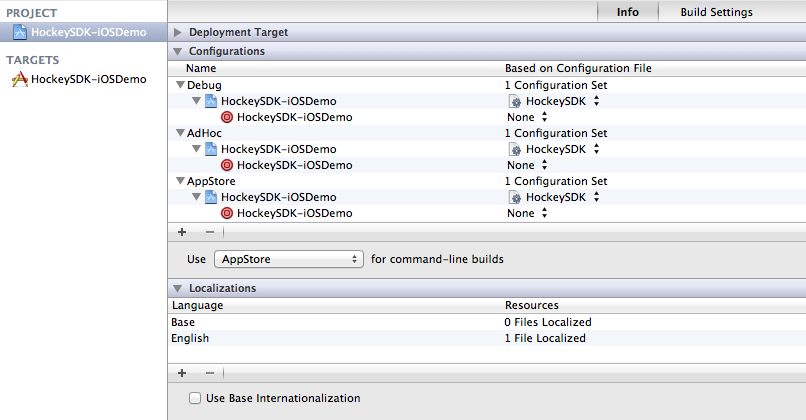 PROJECT
HockeySDK-iOSDemo
TARGETS
HockeySDK-iOSDemo
Info Build Settings
Deployment Target
Configurations
Name Based on Configuration File
Debug 1 Configuration Set
HockeySDK-iOSDemo HockeySDK
HockeySDK-iOSDemo None
AdHoc 1 Configuration Set
HockeySDK-iOSDemo HockeySDK
HockeySDK-iOSDemo None
AppStore 1 Configuration Set
HockeySDK-iOSDemo HockeySDK
HockeySDK-iOSDemo None
+ −
Use AppStore for command-line builds
Localizations
Language Resources
Base 0 Files Localized
English 1 File Localized
+ −
Use Base Internationalization